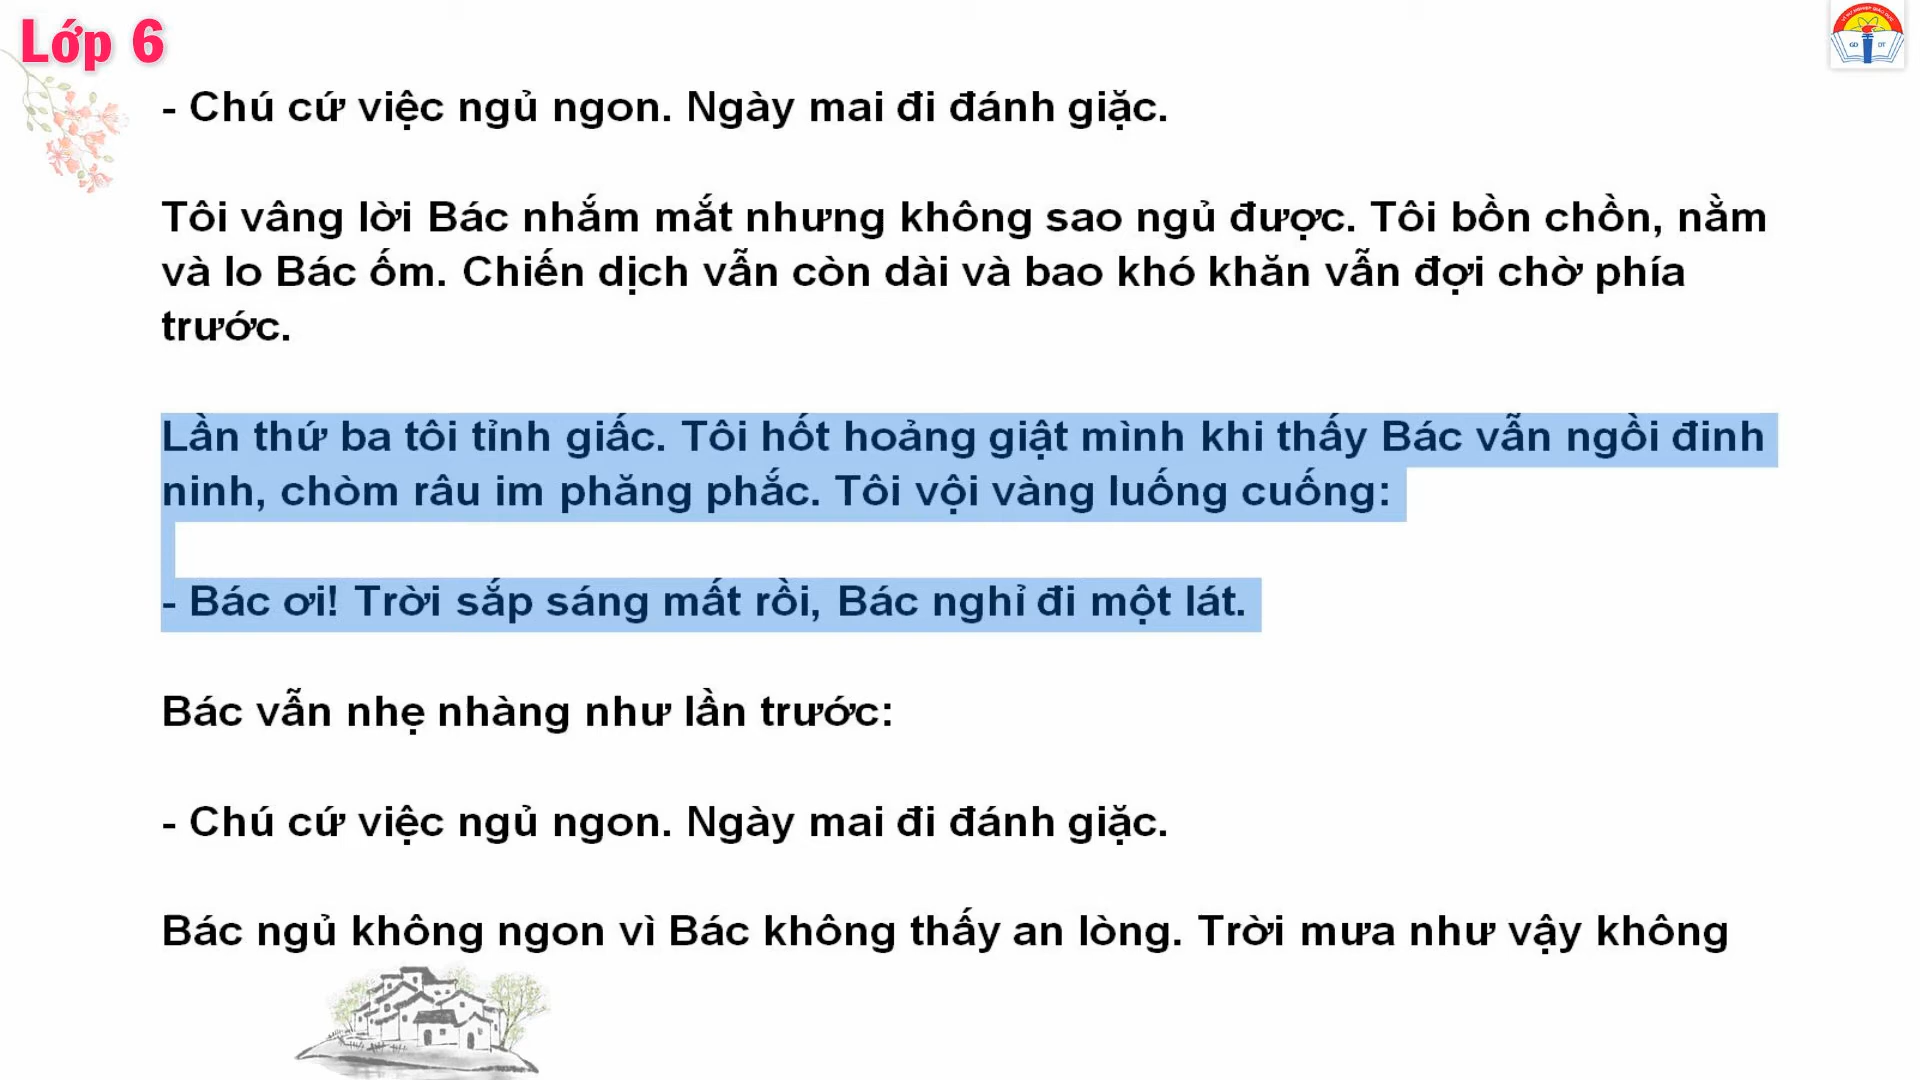 Lớp 6
- Chú cứ việc ngủ ngon. Ngày mai đi đánh giặc.
Tôi vâng lời Bác nhắm mắt nhưng không sao ngủ được. Tôi bồn chồn, nằm
và lo Bác ốm. Chiến dịch vẫn còn dài và bao khó khăn vẫn đợi chờ phía
trước.
Lần thứ ba tôi tỉnh giấc. Tôi hốt hoảng giật mình khi thấy Bác vẫn ngồi đinh
ninh, chòm râu im phăng phắc. Tôi vội vàng luống cuống:
- Bác ơi! Trời sắp sáng mất rồi, Bác nghỉ đi một lát.
Bác vẫn nhẹ nhàng như lần trước:
- Chú cứ việc ngủ ngon. Ngày mai đi đánh giặc.
Bác ngủ không ngon vì Bác không thấy an lòng. Trời mưa như vậy không